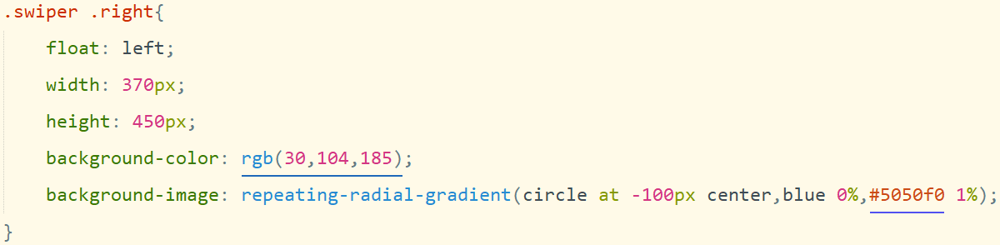 .swiper .right{
float: left;
width: 370px;
height: 450px;
background-color: rgb(30,104,185);
background-image: repeating-radial-gradient(circle at -100px center,blue 0%,#5050f0 1%);
}